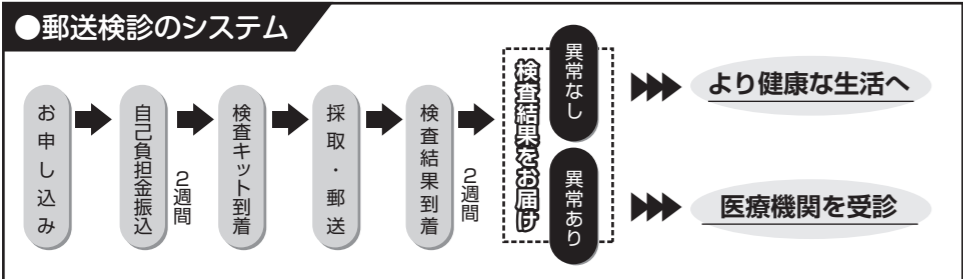 ●郵送検診のシステム
お申し込み
自己負担金振込
2週間
検査キット到着
採取・郵送
検査結果到着
2週間
検査結果をお届け
異常なし
より健康な生活へ
異常あり
医療機関を受診